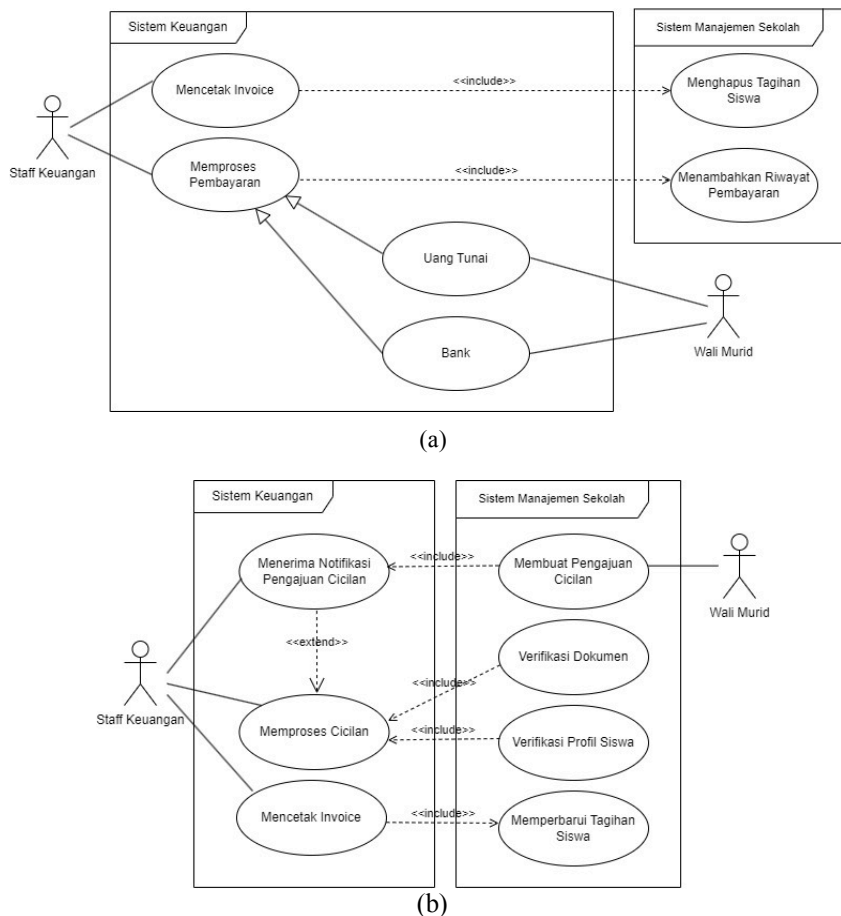 Sistem Keuangan
Sistem Manajemen Sekolah
Mencetak Invoice
<<include>>
Menghapus Tagihan
Siswa
Staff Keuangan
Memproses
Pembayaran
<<include>>
Menambahkan Riwayat
Pembayaran
Uang Tunai
Bank
Wali Murid
(a)
Sistem Keuangan
Sistem Manajemen Sekolah
Menerima Notifikasi
Pengajuan Cicilan
<<include>>
Membuat Pengajuan
Cicilan
Wali Murid
<<extend>>
Verifikasi Dokumen
<<include>>
Staff Keuangan
Memproses Cicilan
<<include>>
Verifikasi Profil Siswa
Mencetak Invoice
<<include>>
Memperbarui Tagihan
Siswa
(b)